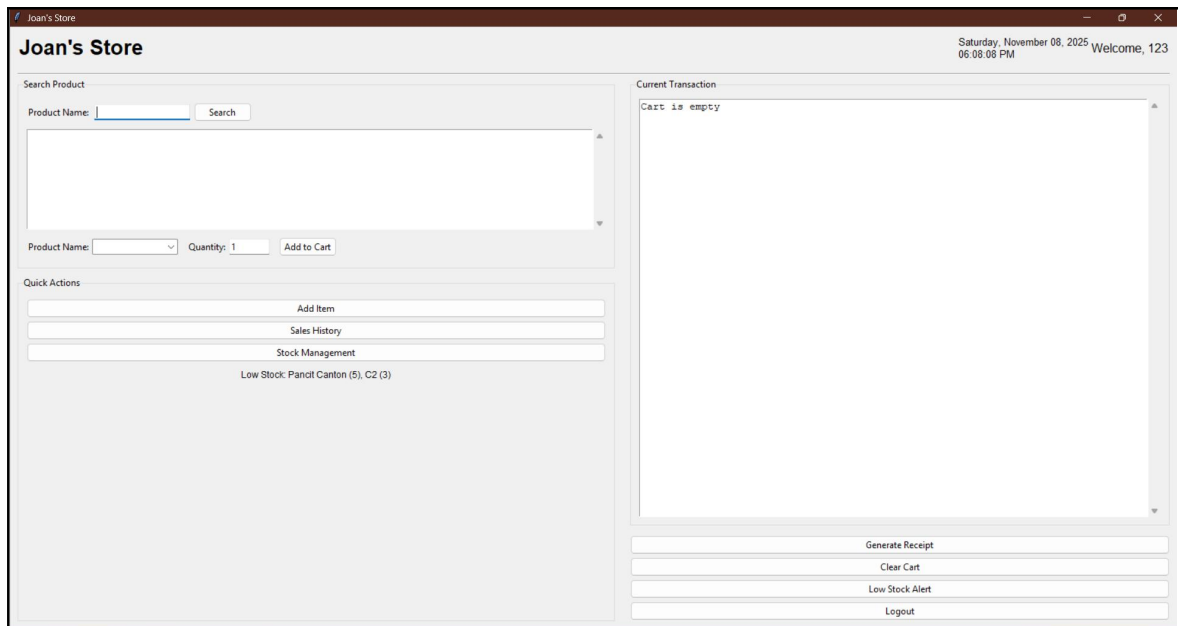 Joan's Store
Joan's Store
Saturday, November 08, 2025
06:08:08 PM
Welcome, 123
Search Product
Product Name:
Search
Product Name:
Quantity: 1
Add to Cart
Quick Actions
Add Item
Sales History
Stock Management
Low Stock: Pancit Canton (5), C2 (3)
Current Transaction
Cart is empty
Generate Receipt
Clear Cart
Low Stock Alert
Logout